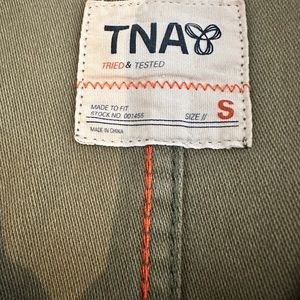 TNA
TRIED & TESTED
MADE TO FIT
STOCK NO. 001455
SIZE // S
MADE IN CHINA